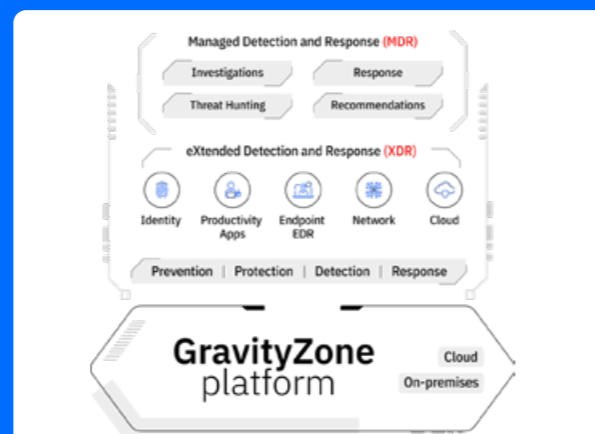 Managed Detection and Response (MDR)
Investigations
Response
Threat Hunting
Recommendations
eXtended Detection and Response (XDR)
Identity
Productivity
Apps
Endpoint
EDR
Network
Cloud
Prevention | Protection | Detection | Response
GravityZone
platform
Cloud
On-premises